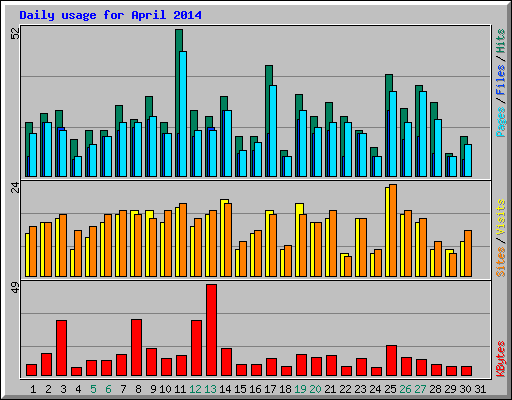 Daily usage for April 2014
52
Pages / Files / Hits
24
Sites / Visits
49
KBytes
1 2 3 4 5 6 7 8 9 10 11 12 13 14 15 16 17 18 19 20 21 22 23 24 25 26 27 28 29 30 31